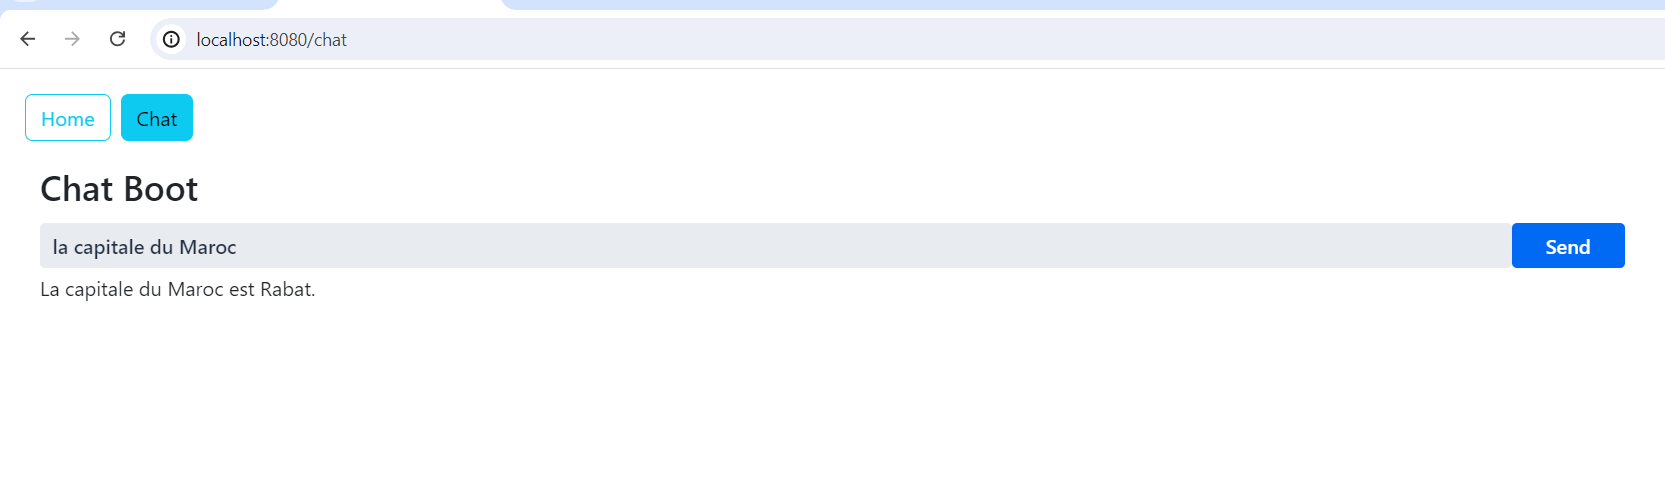 localhost:8080/chat
Home Chat
Chat Boot
la capitale du Maroc Send
La capitale du Maroc est Rabat.